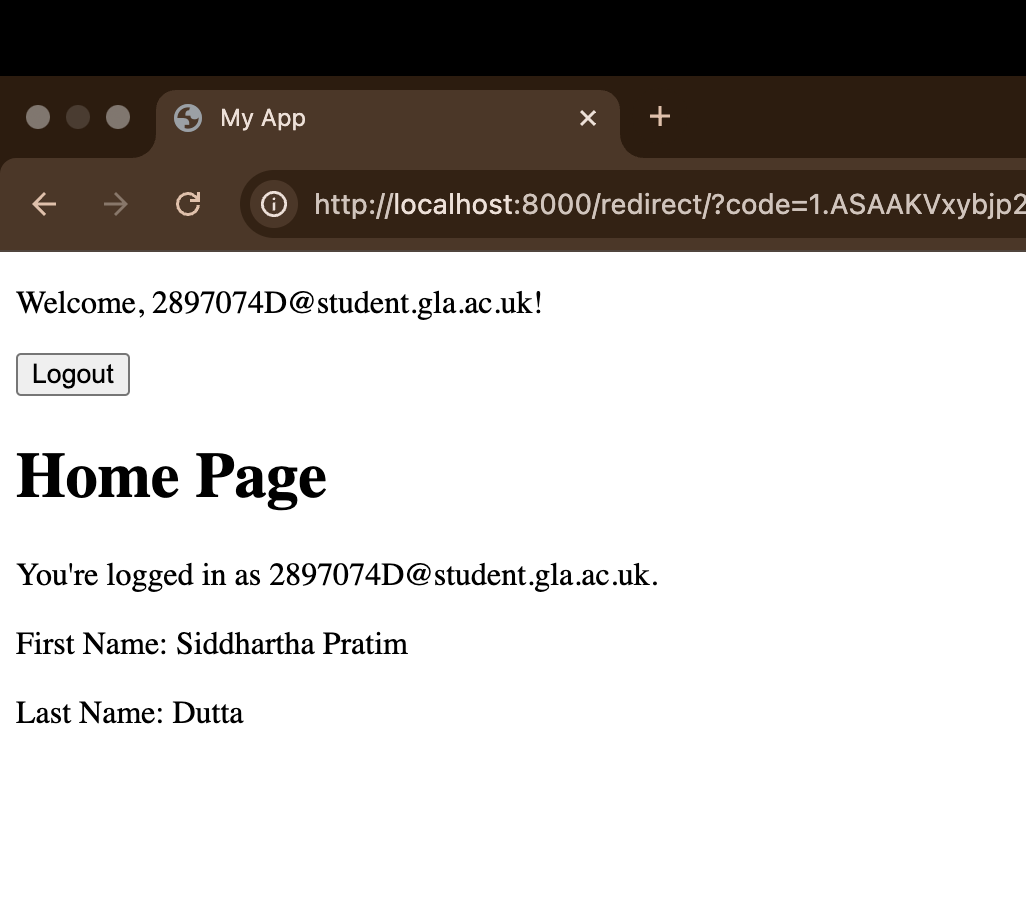 My App
http://localhost:8000/redirect/?code=1.ASAAKVxybjp2
Welcome, 2897074D@student.gla.ac.uk!
Logout
Home Page
You're logged in as 2897074D@student.gla.ac.uk.
First Name: Siddhartha Pratim
Last Name: Dutta